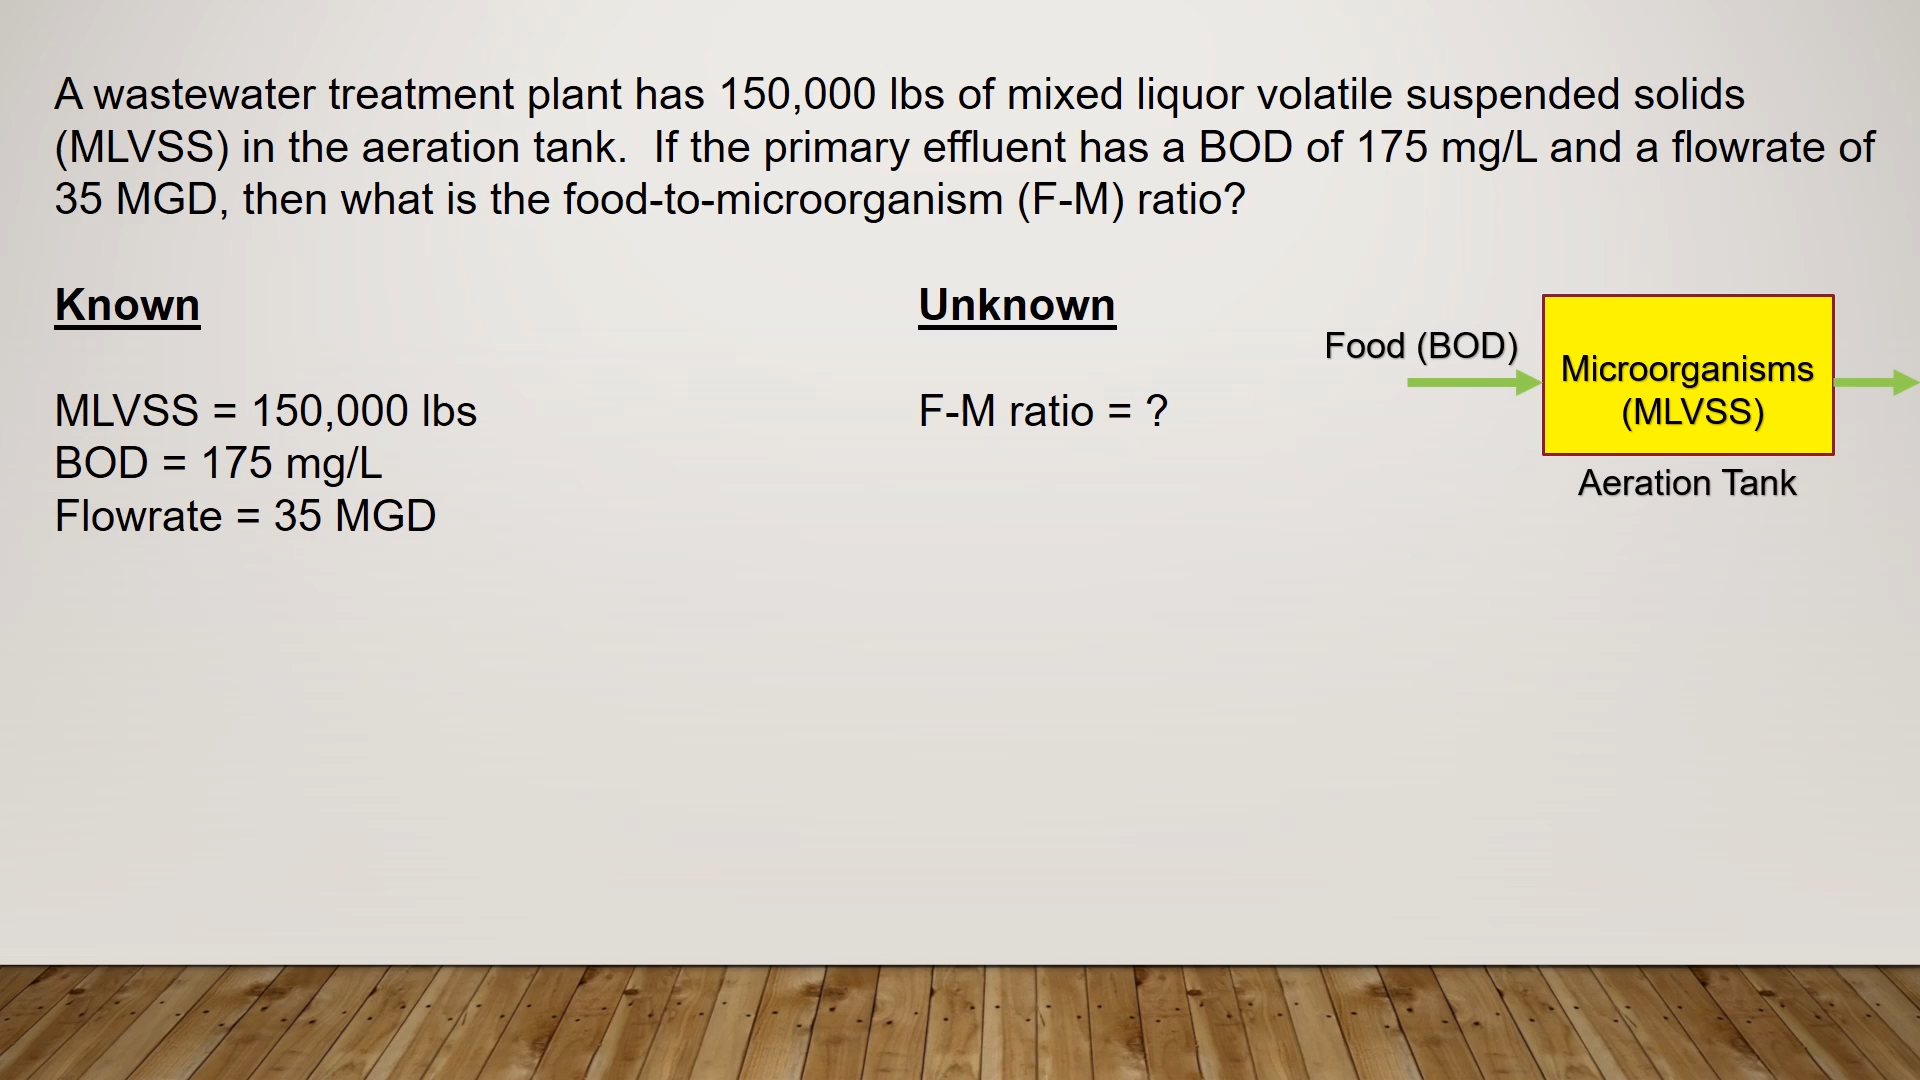 A wastewater treatment plant has 150,000 lbs of mixed liquor volatile suspended solids
(MLVSS) in the aeration tank.  If the primary effluent has a BOD of 175 mg/L and a flowrate of
35 MGD, then what is the food-to-microorganism (F-M) ratio?
Known
MLVSS = 150,000 lbs
BOD = 175 mg/L
Flowrate = 35 MGD
Unknown
F-M ratio = ?
Food (BOD)
Microorganisms
(MLVSS)
Aeration Tank